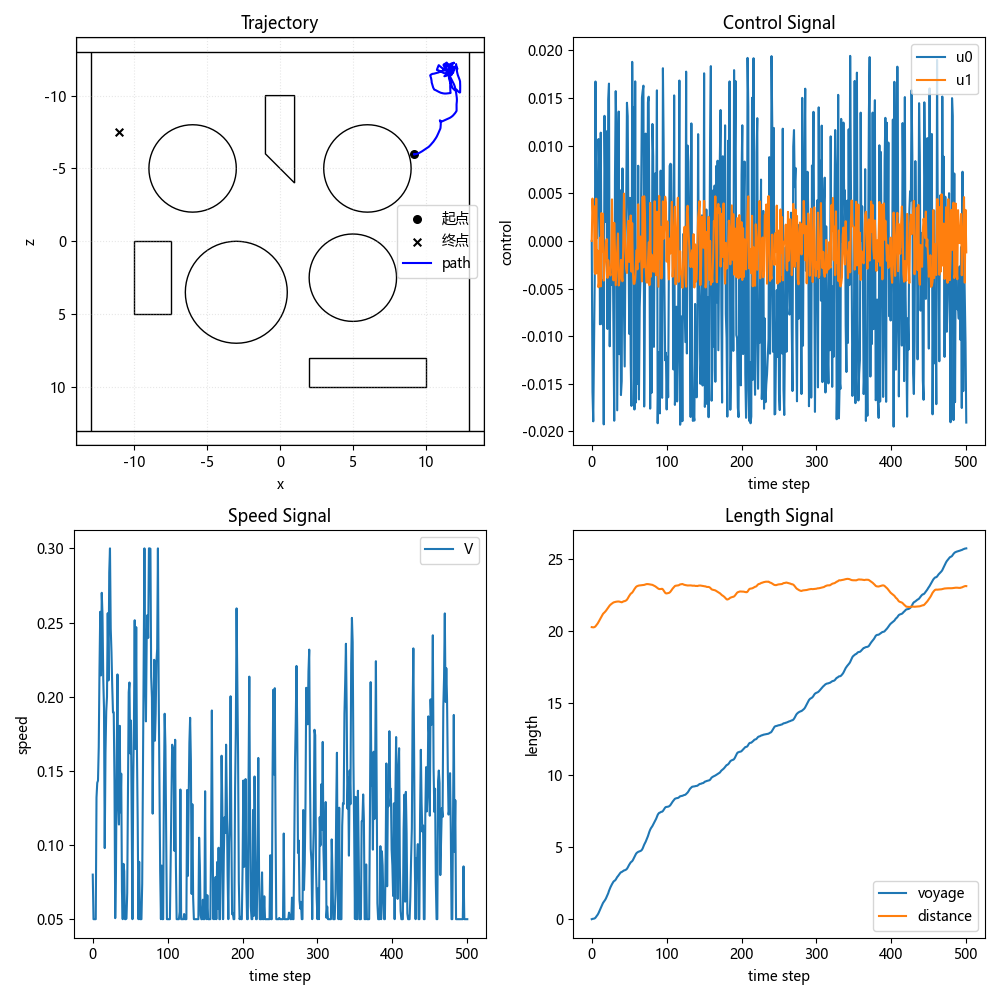 Trajectory
-10
-5
0
5
10
z
-10
-5
0
5
10
x
起点
终点
path
Control Signal
0.020
0.015
0.010
0.005
0.000
-0.005
-0.010
-0.015
-0.020
control
0
100
200
300
400
500
time step
u0
u1
Speed Signal
0.30
0.25
0.20
0.15
0.10
0.05
speed
0
100
200
300
400
500
time step
V
Length Signal
25
20
15
10
5
0
length
0
100
200
300
400
500
time step
voyage
distance